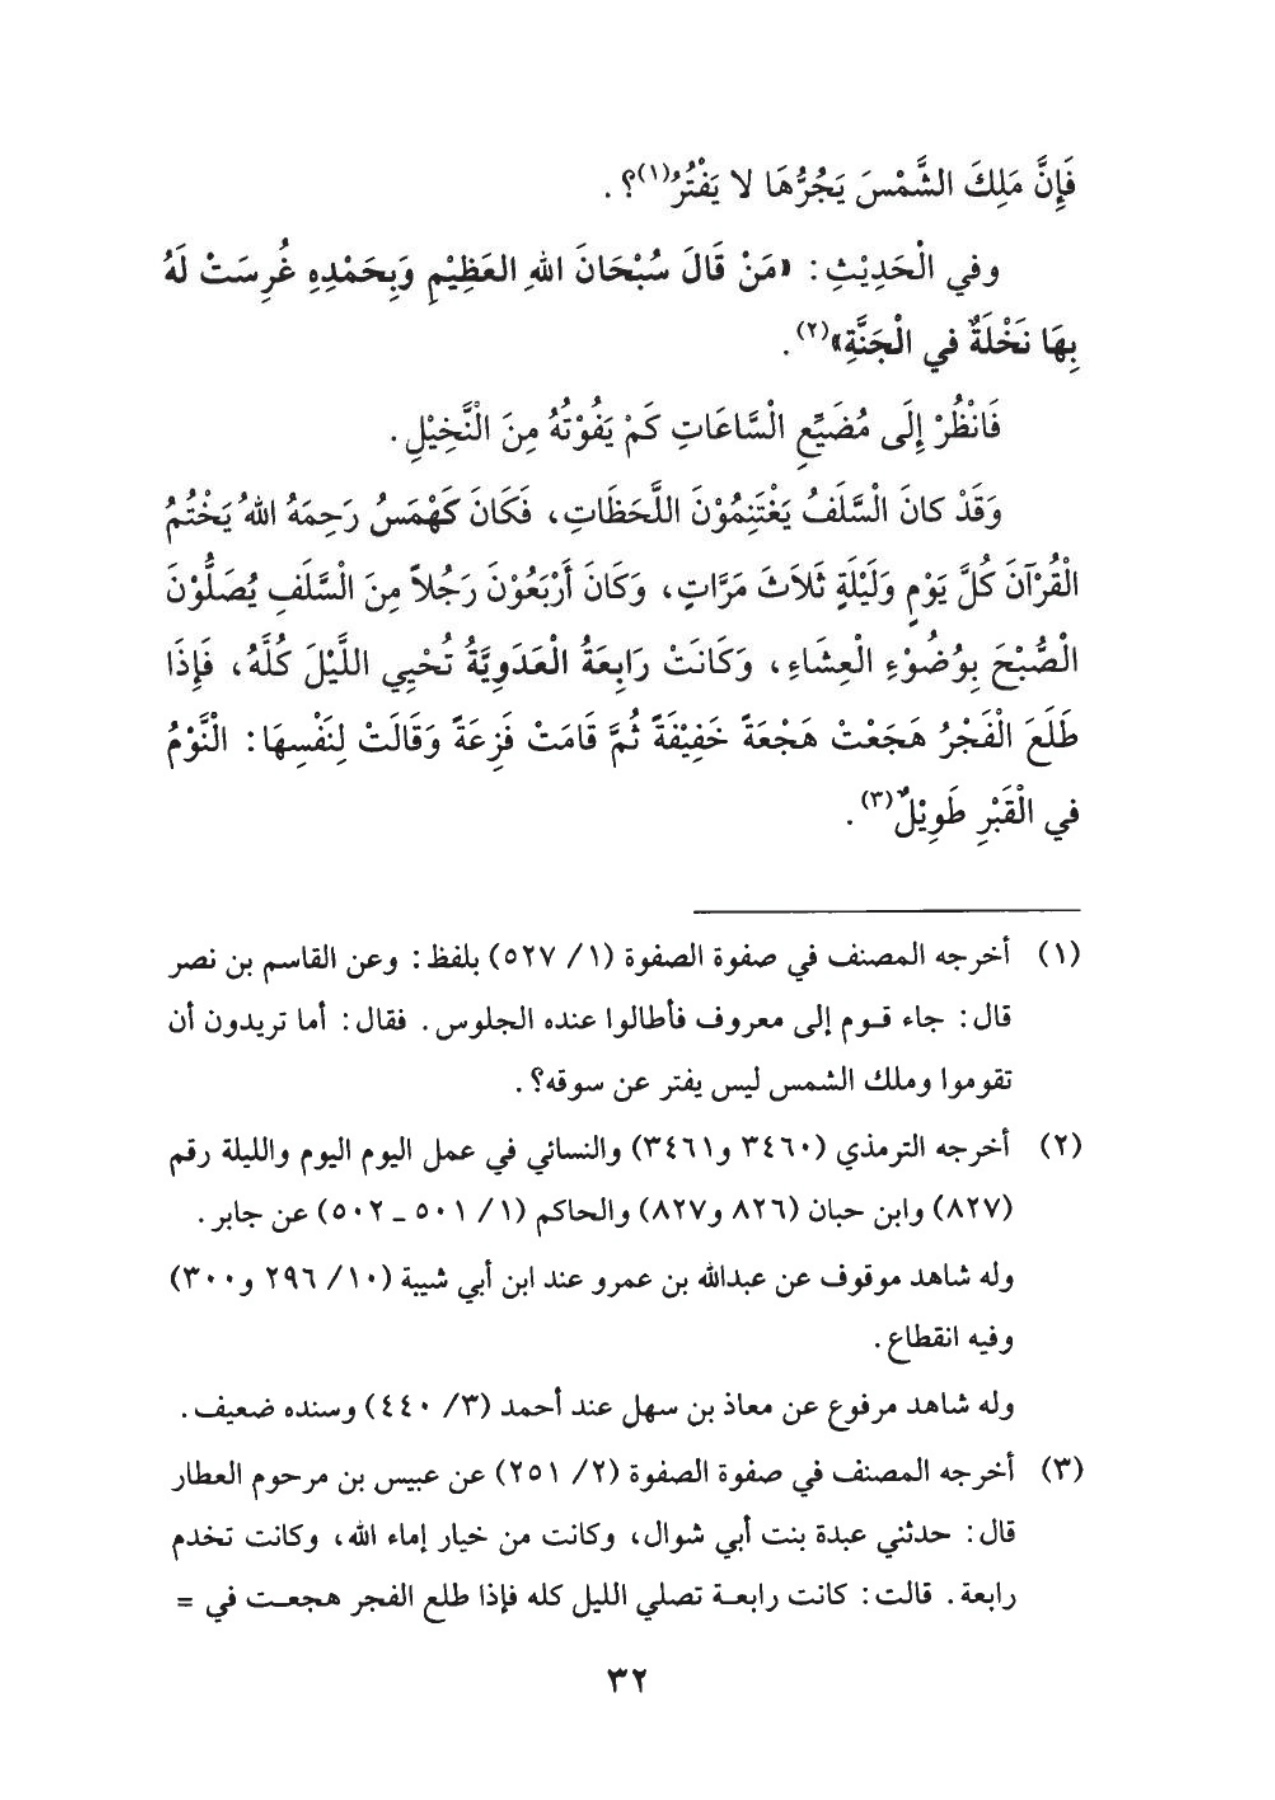 فَإِنَّ مَلِكَ الشَّمْسَ يَجُرُّهَا لا يَفْتُرُ(١)؟ .
وفي الْحَدِيْثِ: «مَنْ قَالَ سُبْحَانَ اللهِ العَظِيْمِ وَبِحَمْدِهِ غُرِسَتْ لَهُ
بِهَا نَخْلَةٌ في الْجَنَّةِ»(٢).
فَانْظُرْ إِلَى مُضَيِّعِ الْسَّاعَاتِ كَمْ يَفُوْتُهُ مِنَ الْنَّخِيْلِ.
وَقَدْ كانَ الْسَّلَفُ يَغْتَنِمُوْنَ اللَّحَظَاتِ، فَكَانَ كَهْمَسُ رَحِمَهُ اللهُ يَخْتُمُ
الْقُرْآنَ كُلَّ يَوْمٍ وَلَيْلَةٍ ثَلاَثَ مَرَّاتٍ، وَكَانَ أَرْبَعُوْنَ رَجُلاً مِنَ الْسَّلَفِ يُصَلُّوْنَ
الْصُّبْحَ بِوُضُوْءِ الْعِشَاءِ، وَكَانَتْ رَابِعَةُ الْعَدَوِيَّةُ تُحْيِي اللَّيْلَ كُلَّهُ، فَإِذَا
طَلَعَ الْفَجْرُ هَجَعْتْ هَجْعَةً خَفِيْفَةً ثُمَّ قَامَتْ فَزِعَةً وَقَالَتْ لِنَفْسِهَا: الْنَّوْمُ
في الْقَبْرِ طَوِيْلٌ(٣).
(١) أخرجه المصنف في صفوة الصفوة (١/ ٥٢٧) بلفظ: وعن القاسم بن نصر
قال: جاء قوم إلى معروف فأطالوا عنده الجلوس. فقال: أما تريدون أن
تقوموا وملك الشمس ليس يفتر عن سوقه؟.
(٢) أخرجه الترمذي (٣٤٦٠ و٣٤٦١) والنسائي في عمل اليوم اليوم والليلة رقم
(٨٢٧) وابن حبان (٨٢٦ و٨٢٧) والحاكم (١/ ٥٠١ ـ ٥٠٢) عن جابر.
وله شاهد موقوف عن عبدالله بن عمرو عند ابن أبي شيبة (١٠/ ٢٩٦ و٣٠٠)
وفيه انقطاع.
وله شاهد مرفوع عن معاذ بن سهل عند أحمد (٣/ ٤٤٠) وسنده ضعيف.
(٣) أخرجه المصنف في صفوة الصفوة (٢/ ٢٥١) عن عبيس بن مرحوم العطار
قال: حدثني عبدة بنت أبي شوال، وكانت من خيار إماء الله، وكانت تخدم
رابعة. قالت: كانت رابعة تصلي الليل كله فإذا طلع الفجر هجعت في =
٣٢